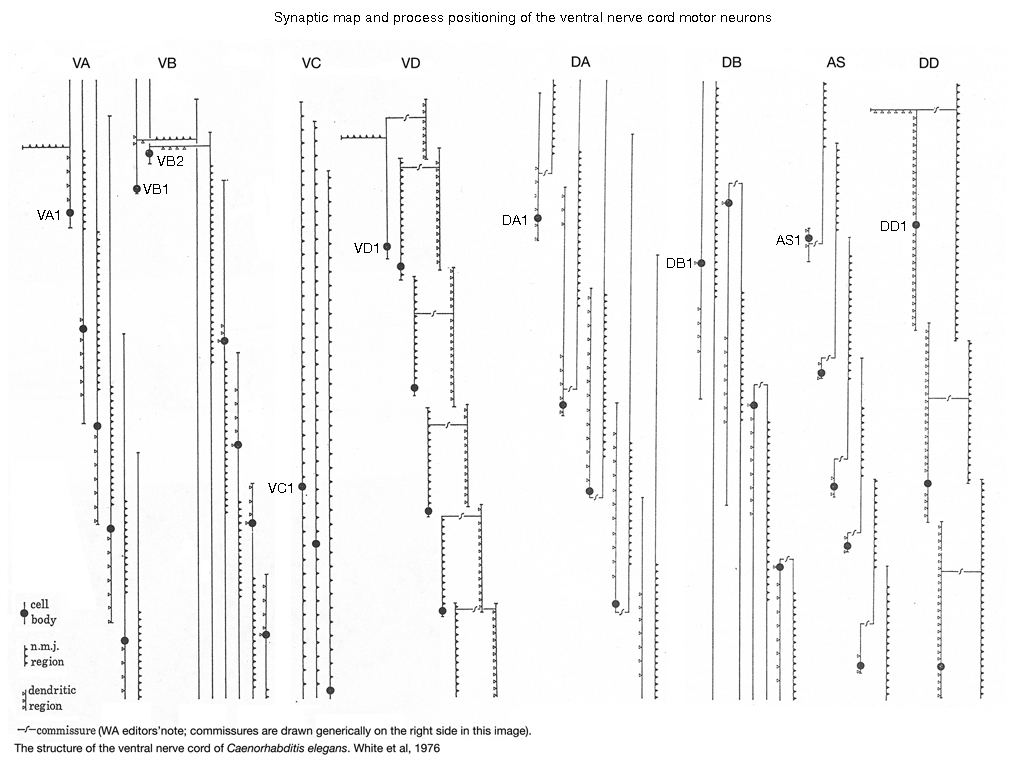 Synaptic map and process positioning of the ventral nerve cord motor neurons
VA VB VC VD DA DB AS DD
VB2
VB1
VA1
DA1
DD1
AS1
VD1
DB1
VC1
cell
body
n.m.j.
region
dendritic
region
commissure (WA editors'note; commissures are drawn generically on the right side in this image).
The structure of the ventral nerve cord of Caenorhabditis elegans. White et al, 1976